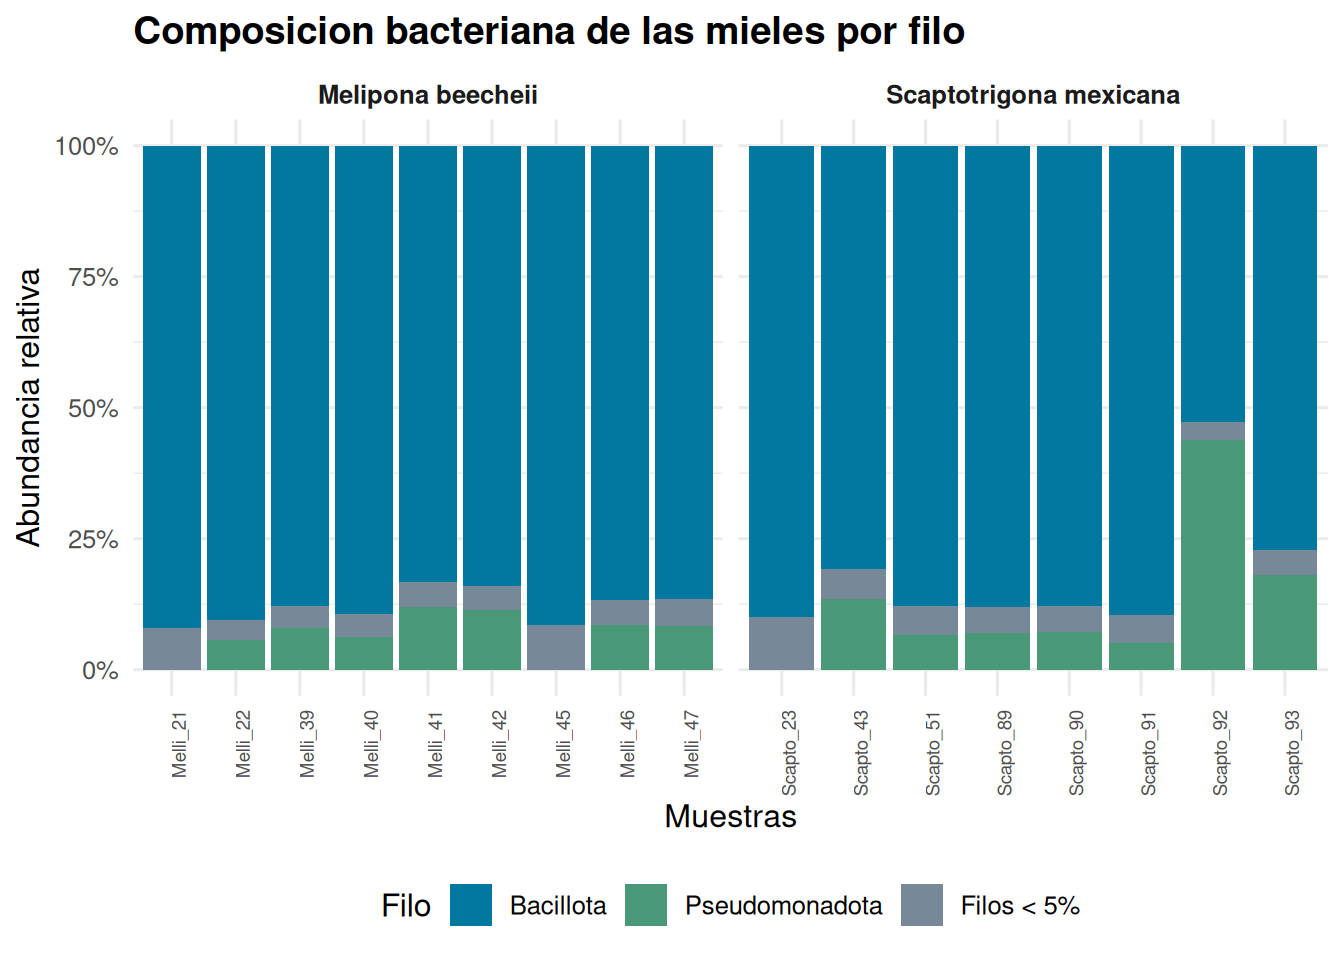 Composicion bacteriana de las mieles por filo
Melipona beecheii
Scaptotrigona mexicana
Abundancia relativa
100%
75%
50%
25%
0%
Melli_21
Melli_22
Melli_39
Melli_40
Melli_41
Melli_42
Melli_45
Melli_46
Melli_47
Scapto_23
Scapto_43
Scapto_51
Scapto_89
Scapto_90
Scapto_91
Scapto_92
Scapto_93
Muestras
Filo Bacillota Pseudomonadota Filos < 5%